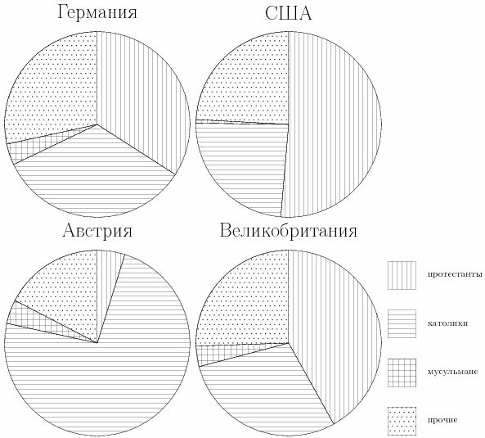 Германия
США
Австрия
Великобритания
протестанты
католики
мусульмане
прочие